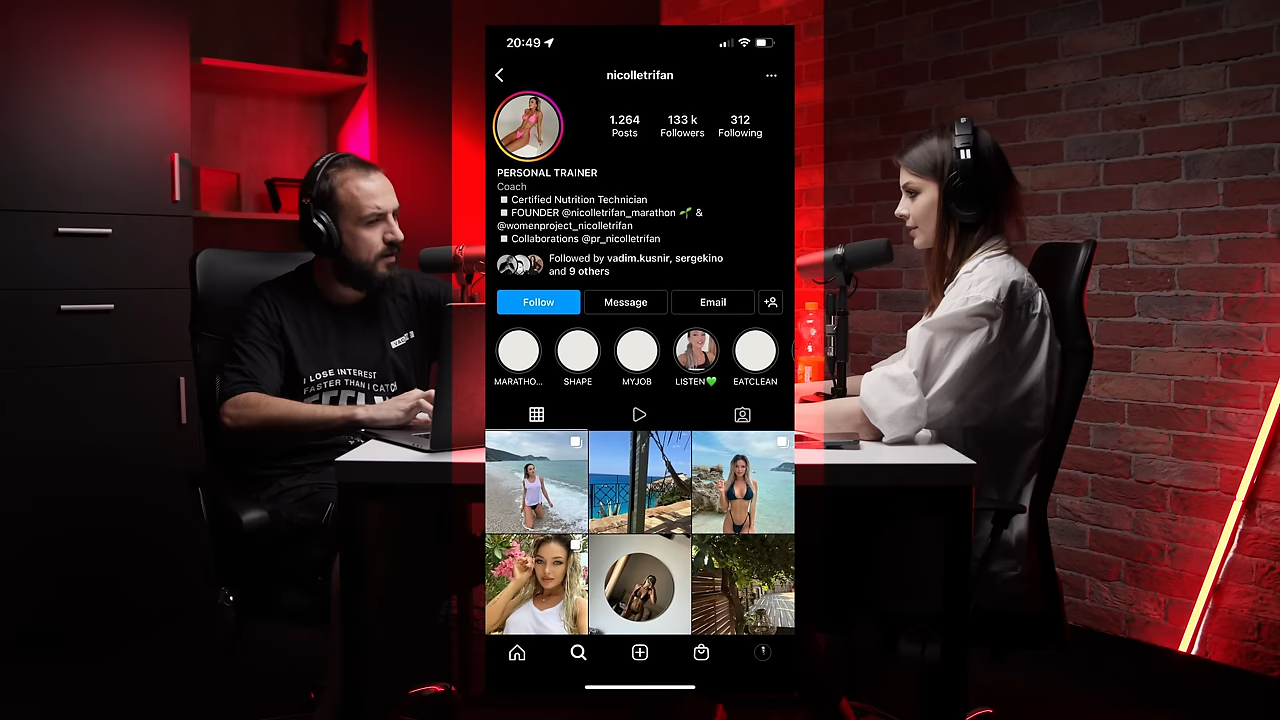 20:49
nicolletrifan
1.264
Posts
133 k
Followers
312
Following
PERSONAL TRAINER
Coach
Certified Nutrition Technician
FOUNDER @nicolletrifan_marathon 🌱 &
@womenproject_nicolletrifan
Collaborations @pr_nicolletrifan
Followed by vadim.kusnir, sergekino
and 9 others
Follow
Message
Email
MARATHO...
SHAPE
MYJOB
LISTEN💚
EATCLEAN
I LOSE INTEREST
FASTER THAN I CATCH